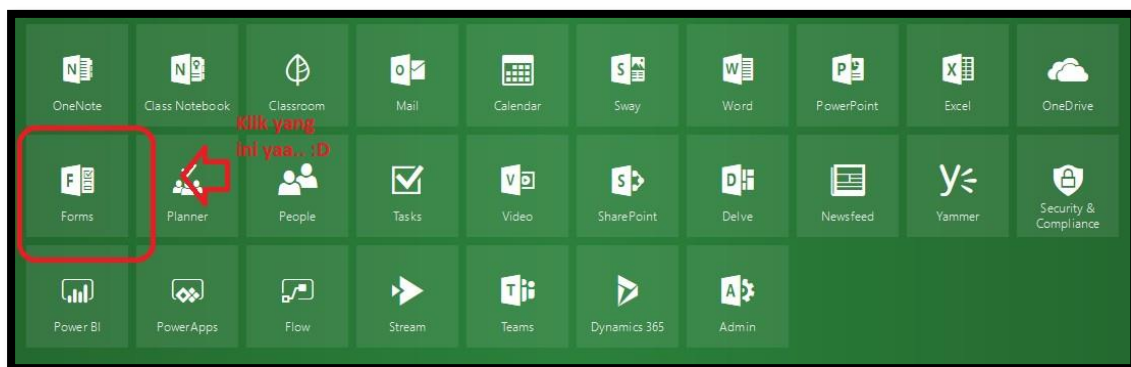 OneNote
Class Notebook
Classroom
Mail
Calendar
Sway
Word
PowerPoint
Excel
OneDrive
Klik yang
ini yaa.. :D
Forms
Planner
People
Tasks
Video
SharePoint
Delve
Newsfeed
Yammer
Security &
Compliance
Power BI
PowerApps
Flow
Stream
Teams
Dynamics 365
Admin